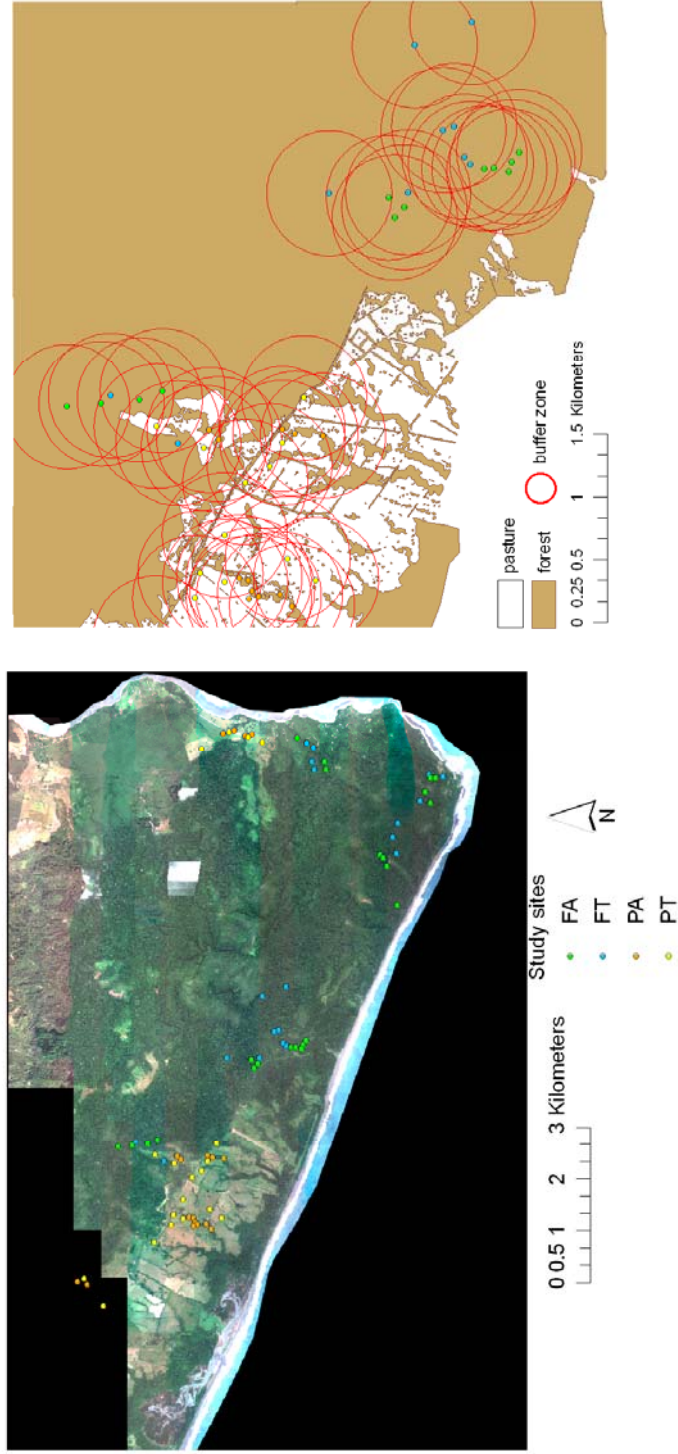 pasture
forest
buffer zone
0 0.25 0.5 1 1.5 Kilometers
Study sites
FA
FT
PA
PT
N
0 0.5 1 2 3 Kilometers